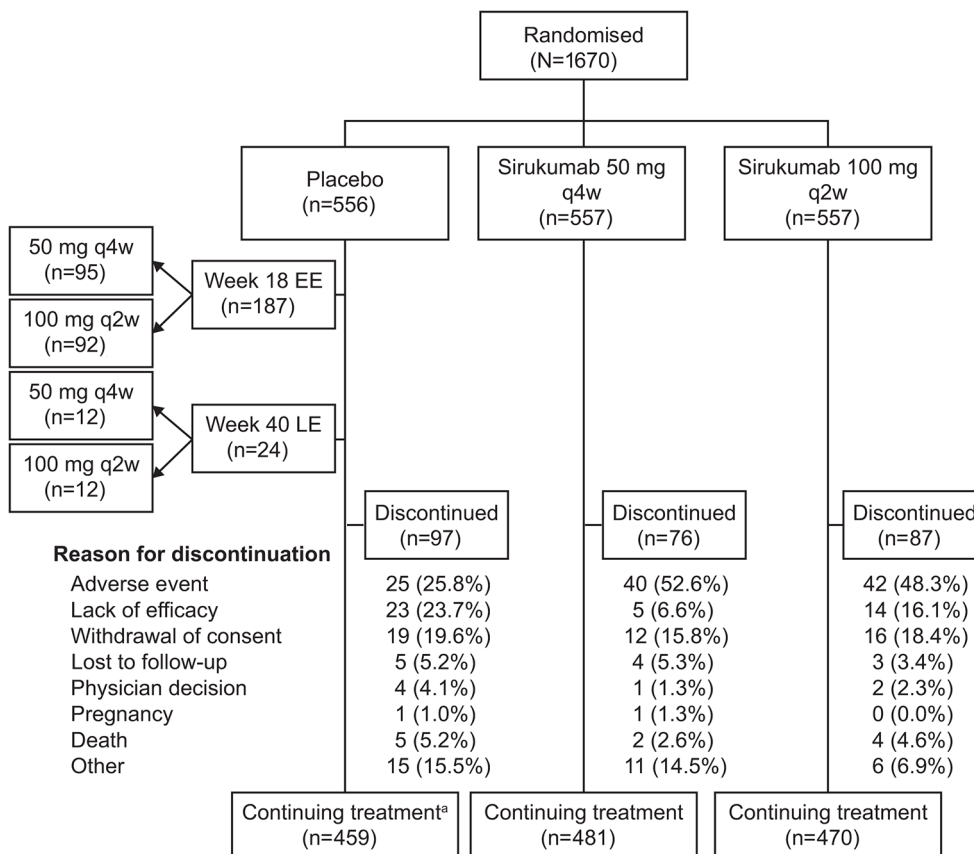 Randomised
(N=1670)
Placebo
(n=556)
Sirukumab 50 mg
q4w
(n=557)
Sirukumab 100 mg
q2w
(n=557)
50 mg q4w
(n=95)
100 mg q2w
(n=92)
Week 18 EE
(n=187)
50 mg q4w
(n=12)
100 mg q2w
(n=12)
Week 40 LE
(n=24)
Discontinued
(n=97)
Discontinued
(n=76)
Discontinued
(n=87)
Reason for discontinuation
Adverse event 25 (25.8%) 40 (52.6%) 42 (48.3%)
Lack of efficacy 23 (23.7%) 5 (6.6%) 14 (16.1%)
Withdrawal of consent 19 (19.6%) 12 (15.8%) 16 (18.4%)
Lost to follow-up 5 (5.2%) 4 (5.3%) 3 (3.4%)
Physician decision 4 (4.1%) 1 (1.3%) 2 (2.3%)
Pregnancy 1 (1.0%) 1 (1.3%) 0 (0.0%)
Death 5 (5.2%) 2 (2.6%) 4 (4.6%)
Other 15 (15.5%) 11 (14.5%) 6 (6.9%)
Continuing treatmentᵃ
(n=459)
Continuing treatment
(n=481)
Continuing treatment
(n=470)